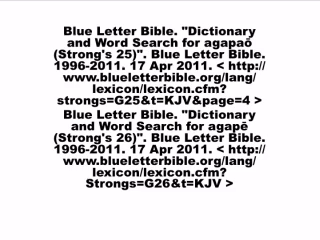 Blue Letter Bible. "Dictionary
and Word Search for agapaō
(Strong's 25)". Blue Letter Bible.
1996-2011. 17 Apr 2011. < http://
www.blueletterbible.org/lang/
lexicon/lexicon.cfm?
strongs=G25&t=KJV&page=4 >
Blue Letter Bible. "Dictionary
and Word Search for agapē
(Strong's 26)". Blue Letter Bible.
1996-2011. 17 Apr 2011. < http://
www.blueletterbible.org/lang/
lexicon/lexicon.cfm?
Strongs=G26&t=KJV >